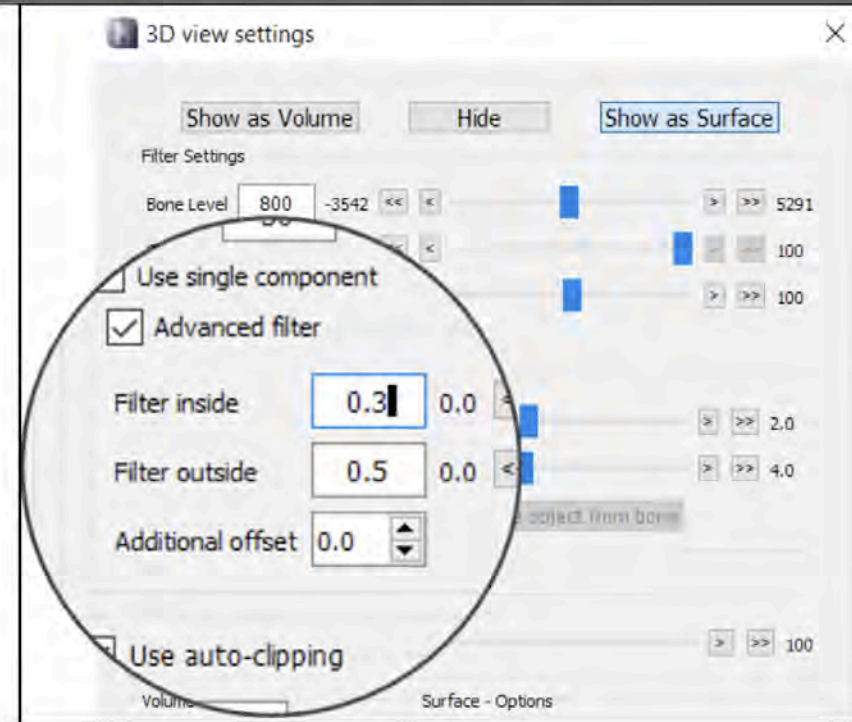 3D view settings
Show as Volume Hide Show as Surface
Filter Settings
Bone Level 800 -3542 << < > >> 5291
< 100
> >> 100
Use single component
Advanced filter
Filter inside 0.3 0.0 > >> 2.0
Filter outside 0.5 0.0 < > >> 4.0
object from bone
Additional offset 0.0
> >> 100
Use auto-clipping
Surface - Options